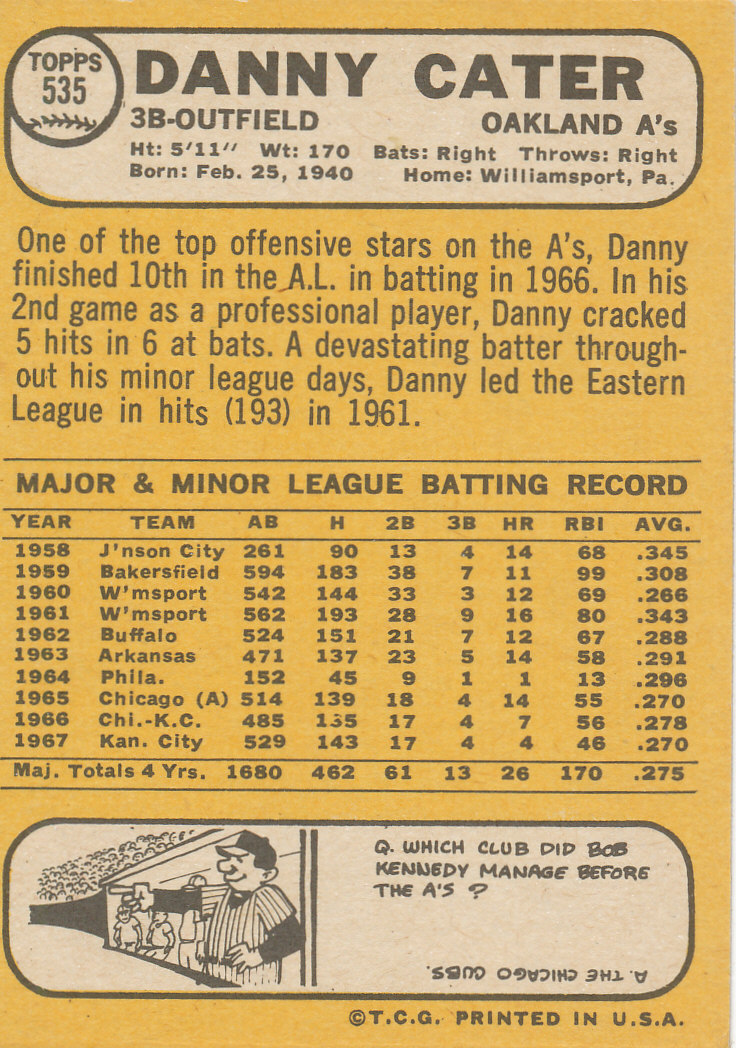 TOPPS
535
DANNY CATER
3B-OUTFIELD OAKLAND A's
Ht: 5'11" Wt: 170 Bats: Right Throws: Right
Born: Feb. 25, 1940 Home: Williamsport, Pa.
One of the top offensive stars on the A's, Danny
finished 10th in the A.L. in batting in 1966. In his
2nd game as a professional player, Danny cracked
5 hits in 6 at bats. A devastating batter through-
out his minor league days, Danny led the Eastern
League in hits (193) in 1961.
MAJOR & MINOR LEAGUE BATTING RECORD
YEAR TEAM AB H 2B 3B HR RBI AVG.
1958 J'nson City 261 90 13 4 14 68 .345
1959 Bakersfield 594 183 38 7 11 99 .308
1960 W'msport 542 144 33 3 12 69 .266
1961 W'msport 562 193 28 9 16 80 .343
1962 Buffalo 524 151 21 7 12 67 .288
1963 Arkansas 471 137 23 5 14 58 .291
1964 Phila. 152 45 9 1 1 13 .296
1965 Chicago (A) 514 139 18 4 14 55 .270
1966 Chi.-K.C. 485 135 17 4 7 56 .278
1967 Kan. City 529 143 17 4 4 46 .270
Maj. Totals 4 Yrs. 1680 462 61 13 26 170 .275
Q. WHICH CLUB DID BOB
KENNEDY MANAGE BEFORE
THE A'S ?
A. THE CHICAGO CUBS.
©T.C.G. PRINTED IN U.S.A.